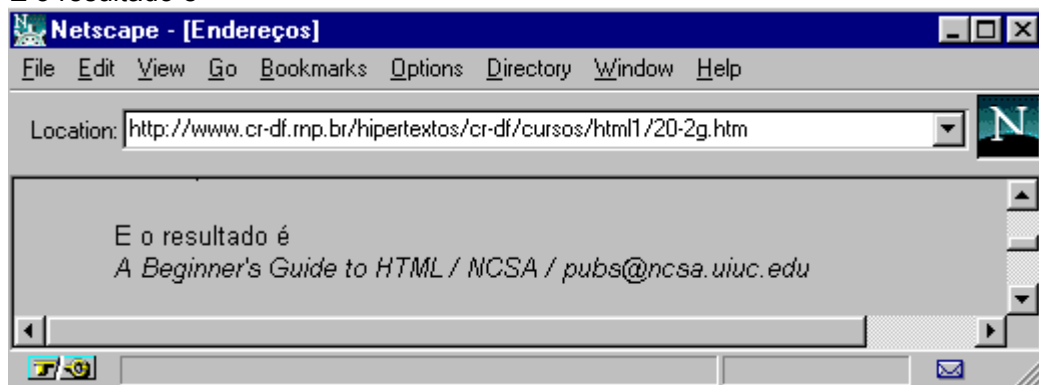 E o resultado é
Netscape - [Endereços]
File Edit View Go Bookmarks Options Directory Window Help
Location: http://www.cr-df.rnp.br/hipertextos/cr-df/cursos/html1/20-2g.htm
N
E o resultado é
A Beginner's Guide to HTML / NCSA / pubs@ncsa.uiuc.edu